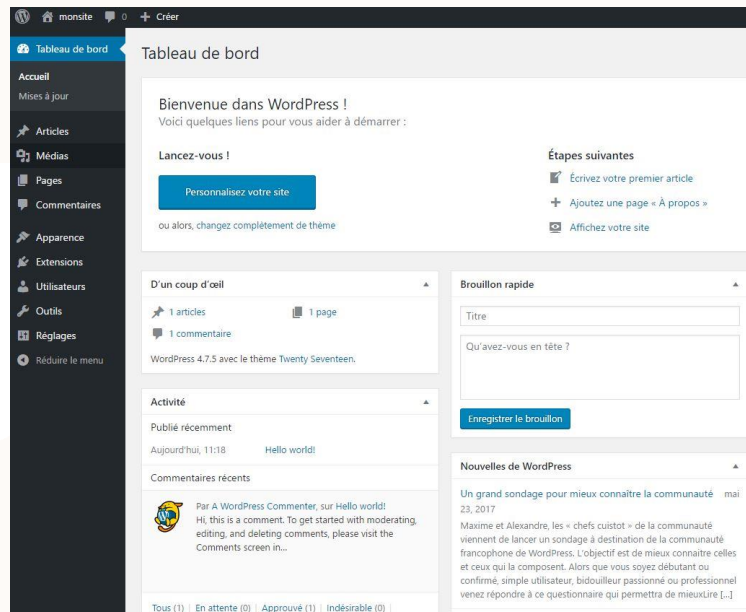 monsite 0 + Créer
Tableau de bord
Accueil
Mises à jour
Articles
Médias
Pages
Commentaires
Apparence
Extensions
Utilisateurs
Outils
Réglages
Réduire le menu
Tableau de bord
Bienvenue dans WordPress !
Voici quelques liens pour vous aider à démarrer :
Lancez-vous !
Personnalisez votre site
ou alors, changez complètement de thème
Étapes suivantes
Écrivez votre premier article
Ajoutez une page « À propos »
Affichez votre site
D'un coup d'œil
1 articles
1 page
1 commentaire
WordPress 4.7.5 avec le thème Twenty Seventeen.
Activité
Publié récemment
Aujourd'hui, 11:18 Hello world!
Commentaires récents
Par A WordPress Commenter, sur Hello world!
Hi, this is a comment. To get started with moderating,
editing, and deleting comments, please visit the
Comments screen in...
Tous (1) | En attente (0) | Approuvé (1) | Indésirable (0) |
Brouillon rapide
Titre
Qu'avez-vous en tête ?
Enregistrer le brouillon
Nouvelles de WordPress
Un grand sondage pour mieux connaître la communauté mai
23, 2017
Maxime et Alexandre, les « chefs cuistot » de la communauté
viennent de lancer un sondage à destination de la communauté
francophone de WordPress. L'objectif est de mieux connaitre celles
et ceux qui la composent. Alors que vous soyez débutant ou
confirmé, simple utilisateur, bidouilleur passionné ou professionnel
venez répondre à ce questionnaire qui permettra de mieuxLire [...]